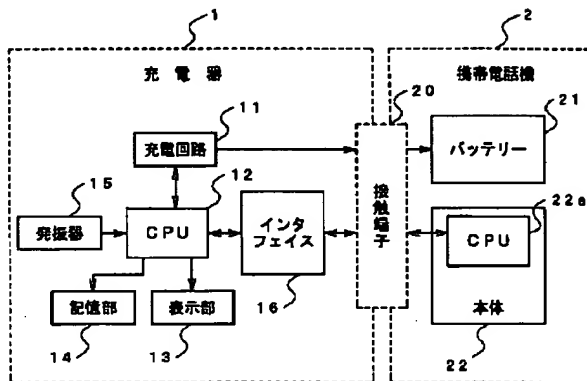 1
2
充電器
携帯電話機
11
20
21
充電回路
バッテリー
15
12
22a
発振器
CPU
インタ
フェイス
接触端子
CPU
記憶部
表示部
16
本体
14
13
22